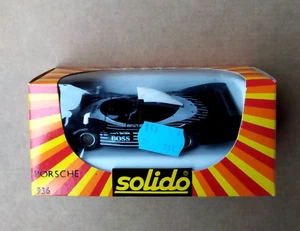 BOSS
PORSCHE
936
solido